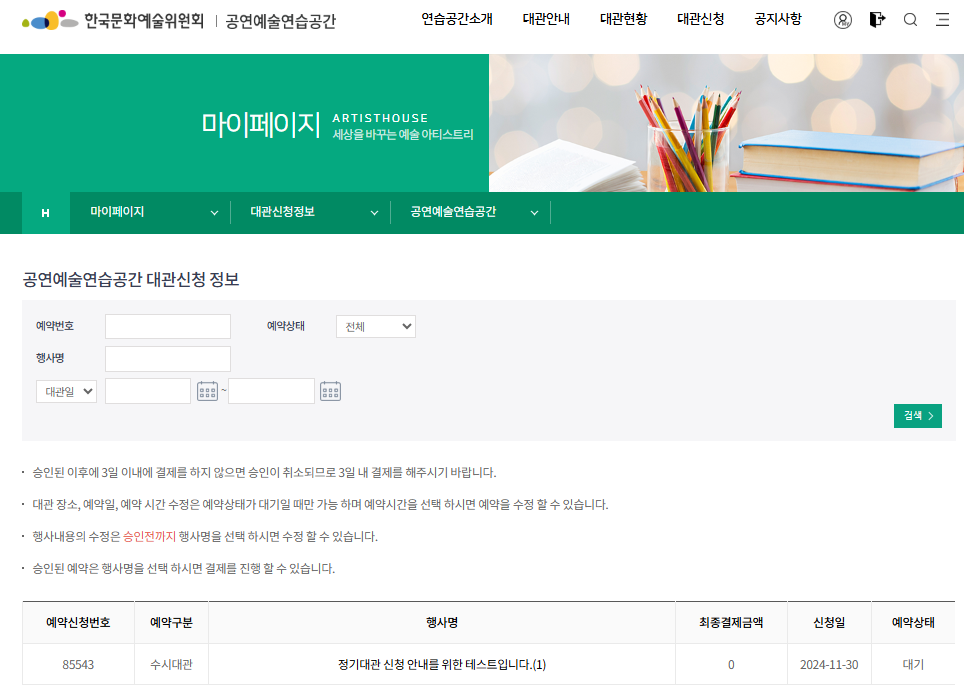 한국문화예술위원회 | 공연예술연습공간
연습공간소개 대관안내 대관현황 대관신청 공지사항
마이페이지 ARTISTHOUSE
세상을 바꾸는 예술 아티스트리
H 마이페이지 대관신청정보 공연예술연습공간
공연예술연습공간 대관신청 정보
예약번호 예약상태 전체
행사명
대관일 ~
검색 >
· 승인된 이후에 3일 이내에 결제를 하지 않으면 승인이 취소되므로 3일 내 결제를 해주시기 바랍니다.
· 대관 장소, 예약일, 예약 시간 수정은 예약상태가 대기일 때만 가능 하며 예약시간을 선택 하시면 예약을 수정 할 수 있습니다.
· 행사내용의 수정은 승인전까지 행사명을 선택 하시면 수정 할 수 있습니다.
· 승인된 예약은 행사명을 선택 하시면 결제를 진행 할 수 있습니다.
예약신청번호 예약구분 행사명 최종결제금액 신청일 예약상태
85543 수시대관 정기대관 신청 안내를 위한 테스트입니다.(1) 0 2024-11-30 대기